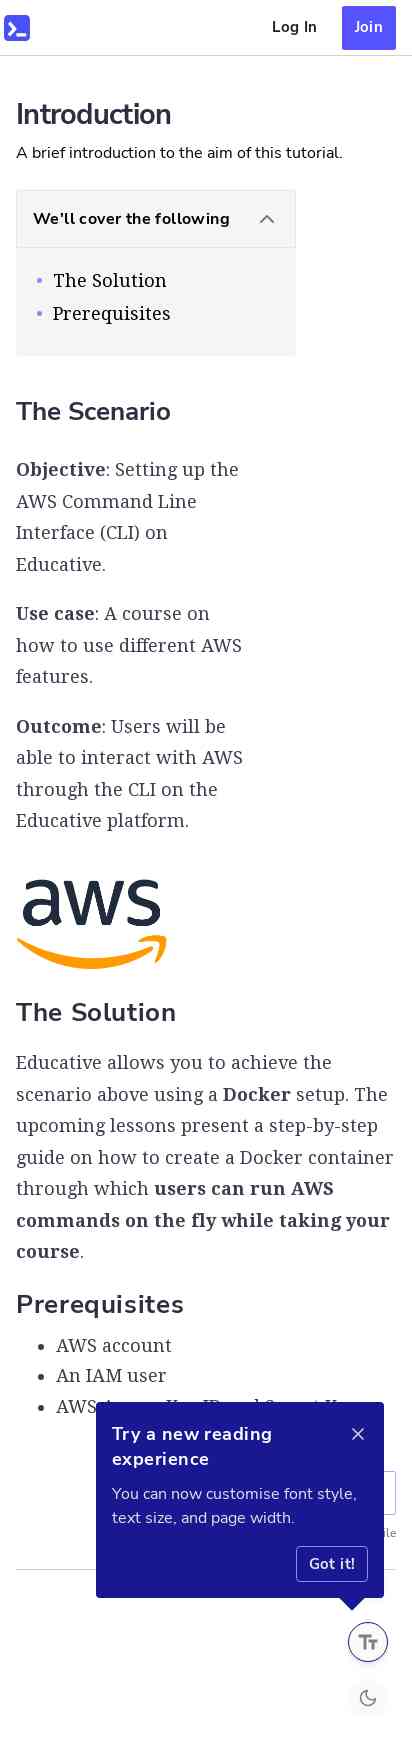 Log In
Join
Introduction
A brief introduction to the aim of this tutorial.
We'll cover the following
• The Solution
• Prerequisites
The Scenario
Objective: Setting up the
AWS Command Line
Interface (CLI) on
Educative.
Use case: A course on
how to use different AWS
features.
Outcome: Users will be
able to interact with AWS
through the CLI on the
Educative platform.
aws
The Solution
Educative allows you to achieve the
scenario above using a Docker setup. The
upcoming lessons present a step-by-step
guide on how to create a Docker container
through which users can run AWS
commands on the fly while taking your
course.
Prerequisites
• AWS account
• An IAM user
• AWS
Try a new reading
experience
You can now customise font style,
text size, and page width.
Got it!
Tt